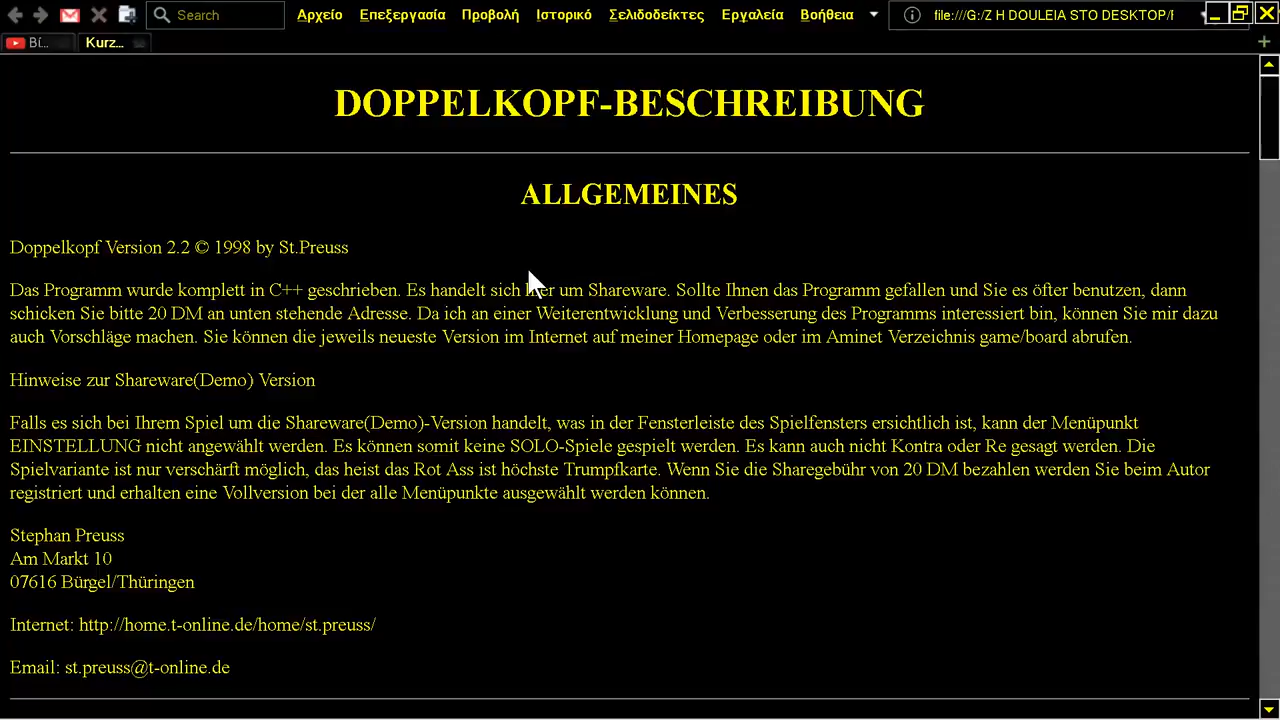 Search
Αρχείο Επεξεργασία Προβολή Ιστορικό Σελιδοδείκτες Εργαλεία Βοήθεια
file:///G:/Z H DOULEIA STO DESKTOP/
Βί...
Kurz...
DOPPELKOPF-BESCHREIBUNG
ALLGEMEINES
Doppelkopf Version 2.2 © 1998 by St.Preuss
Das Programm wurde komplett in C++ geschrieben. Es handelt sich hier um Shareware. Sollte Ihnen das Programm gefallen und Sie es öfter benutzen, dann
schicken Sie bitte 20 DM an unten stehende Adresse. Da ich an einer Weiterentwicklung und Verbesserung des Programms interessiert bin, können Sie mir dazu
auch Vorschläge machen. Sie können die jeweils neueste Version im Internet auf meiner Homepage oder im Aminet Verzeichnis game/board abrufen.
Hinweise zur Shareware(Demo) Version
Falls es sich bei Ihrem Spiel um die Shareware(Demo)-Version handelt, was in der Fensterleiste des Spielfensters ersichtlich ist, kann der Menüpunkt
EINSTELLUNG nicht angewählt werden. Es können somit keine SOLO-Spiele gespielt werden. Es kann auch nicht Kontra oder Re gesagt werden. Die
Spielvariante ist nur verschärft möglich, das heist das Rot Ass ist höchste Trumpfkarte. Wenn Sie die Sharegebühr von 20 DM bezahlen werden Sie beim Autor
registriert und erhalten eine Vollversion bei der alle Menüpunkte ausgewählt werden können.
Stephan Preuss
Am Markt 10
07616 Bürgel/Thüringen
Internet: http://home.t-online.de/home/st.preuss/
Email: st.preuss@t-online.de